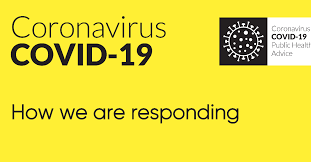 Coronavirus
COVID-19
Coronavirus
COVID-19
Public Health
Advice
How we are responding